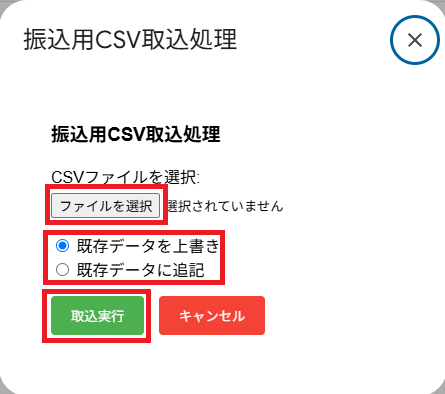 振込用CSV取込処理
振込用CSV取込処理
CSVファイルを選択:
ファイルを選択 選択されていません
既存データを上書き
既存データに追記
取込実行 キャンセル